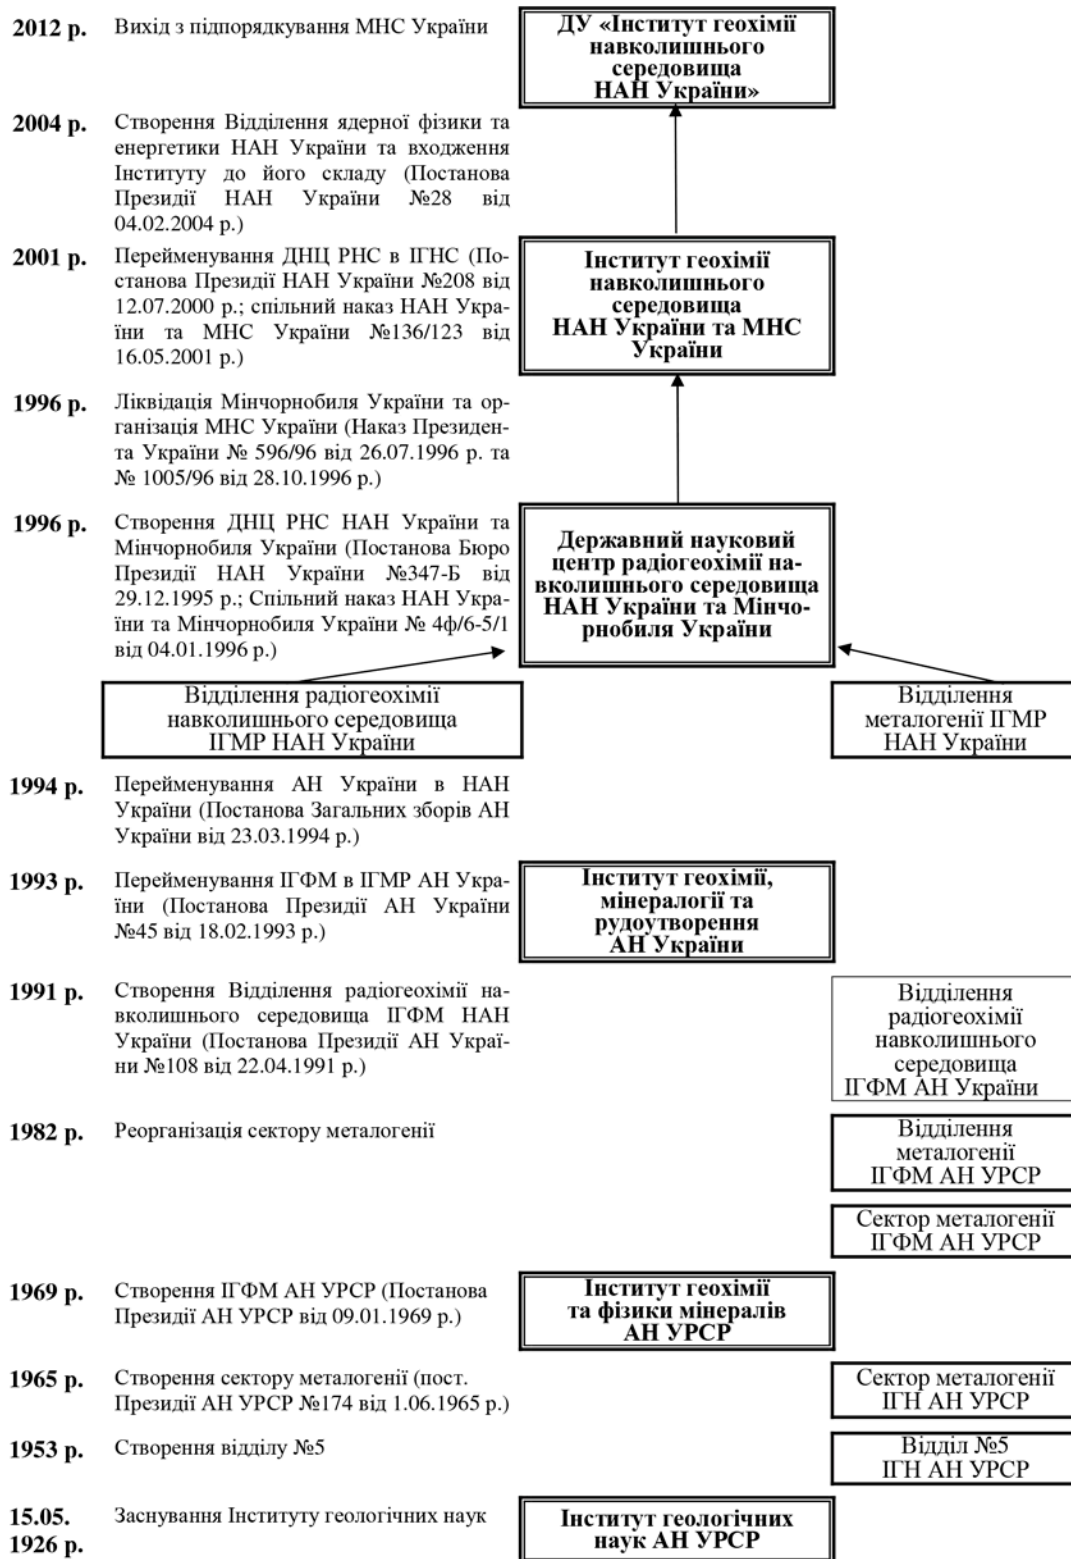 2012 р.
Вихід з підпорядкування МНС України
ДУ «Інститут геохімії
навколишнього
середовища
НАН України»
2004 р.
Створення Відділення ядерної фізики та
енергетики НАН України та входження
Інституту до його складу (Постанова
Президії НАН України №28 від
04.02.2004 р.)
2001 р.
Перейменування ДНЦ РНС в ІГНС (По-
станова Президії НАН України №208 від
12.07.2000 р.; спільний наказ НАН Укра-
їни та МНС України №136/123 від
16.05.2001 р.)
Інститут геохімії
навколишнього
середовища
НАН України та МНС
України
1996 р.
Ліквідація Мінчорнобиля України та ор-
ганізація МНС України (Наказ Президен-
та України № 596/96 від 26.07.1996 р. та
№ 1005/96 від 28.10.1996 р.)
1996 р.
Створення ДНЦ РНС НАН України та
Мінчорнобиля України (Постанова Бюро
Президії НАН України №347-Б від
29.12.1995 р.; Спільний наказ НАН Укра-
їни та Мінчорнобиля України № 4ф/6-5/1
від 04.01.1996 р.)
Державний науковий
центр радіогеохімії на-
вколишнього середовища
НАН України та Мінчо-
рнобиля України
Відділення радіогеохімії
навколишнього середовища
ІГМР НАН України
Відділення
металогенії ІГМР
НАН України
1994 р.
Перейменування АН України в НАН
України (Постанова Загальних зборів АН
України від 23.03.1994 р.)
1993 р.
Перейменування ІГФМ в ІГМР АН Укра-
їни (Постанова Президії АН України
№45 від 18.02.1993 р.)
Інститут геохімії,
мінералогії та
рудоутворення
АН України
1991 р.
Створення Відділення радіогеохімії на-
вколишнього середовища ІГФМ НАН
України (Постанова Президії АН Украї-
ни №108 від 22.04.1991 р.)
Відділення
радіогеохімії
навколишнього
середовища
ІГФМ АН України
1982 р.
Реорганізація сектору металогенії
Відділення
металогенії
ІГФМ АН УРСР
Сектор металогенії
ІГФМ АН УРСР
1969 р.
Створення ІГФМ АН УРСР (Постанова
Президії АН УРСР від 09.01.1969 р.)
Інститут геохімії
та фізики мінералів
АН УРСР
1965 р.
Створення сектору металогенії (пост.
Президії АН УРСР №174 від 1.06.1965 р.)
Сектор металогенії
ІГН АН УРСР
1953 р.
Створення відділу №5
Відділ №5
ІГН АН УРСР
15.05.
1926 р.
Заснування Інституту геологічних наук
Інститут геологічних
наук АН УРСР